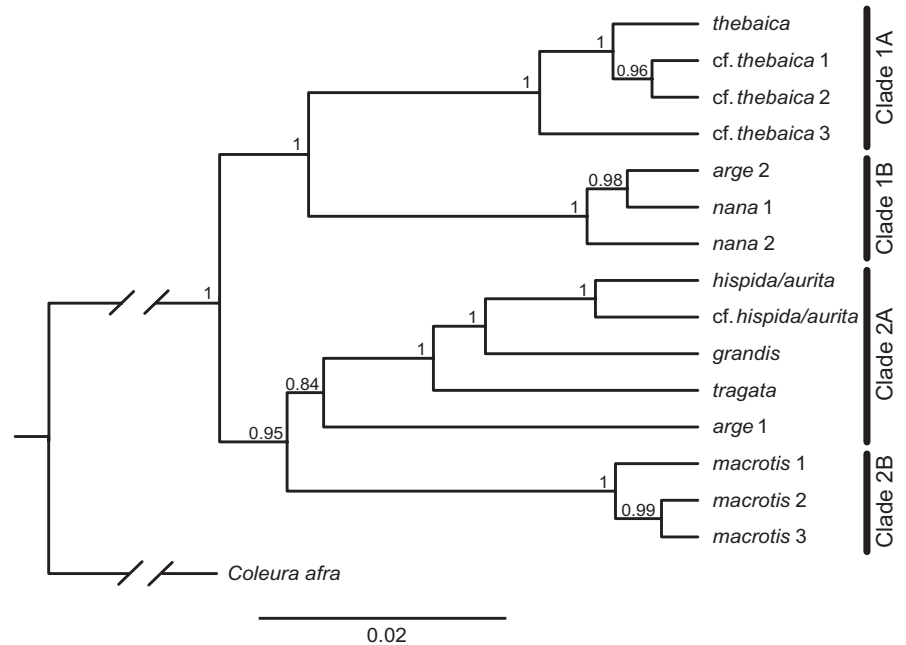 thebaica
1
cf. thebaica 1
0.96
cf. thebaica 2
1
cf. thebaica 3
Clade 1A
1
arge 2
0.98
nana 1
1
nana 2
Clade 1B
1
hispida/aurita
1
cf. hispida/aurita
1
grandis
1
tragata
0.84
arge 1
Clade 2A
0.95
macrotis 1
1
macrotis 2
0.99
macrotis 3
Clade 2B
Coleura afra
0.02